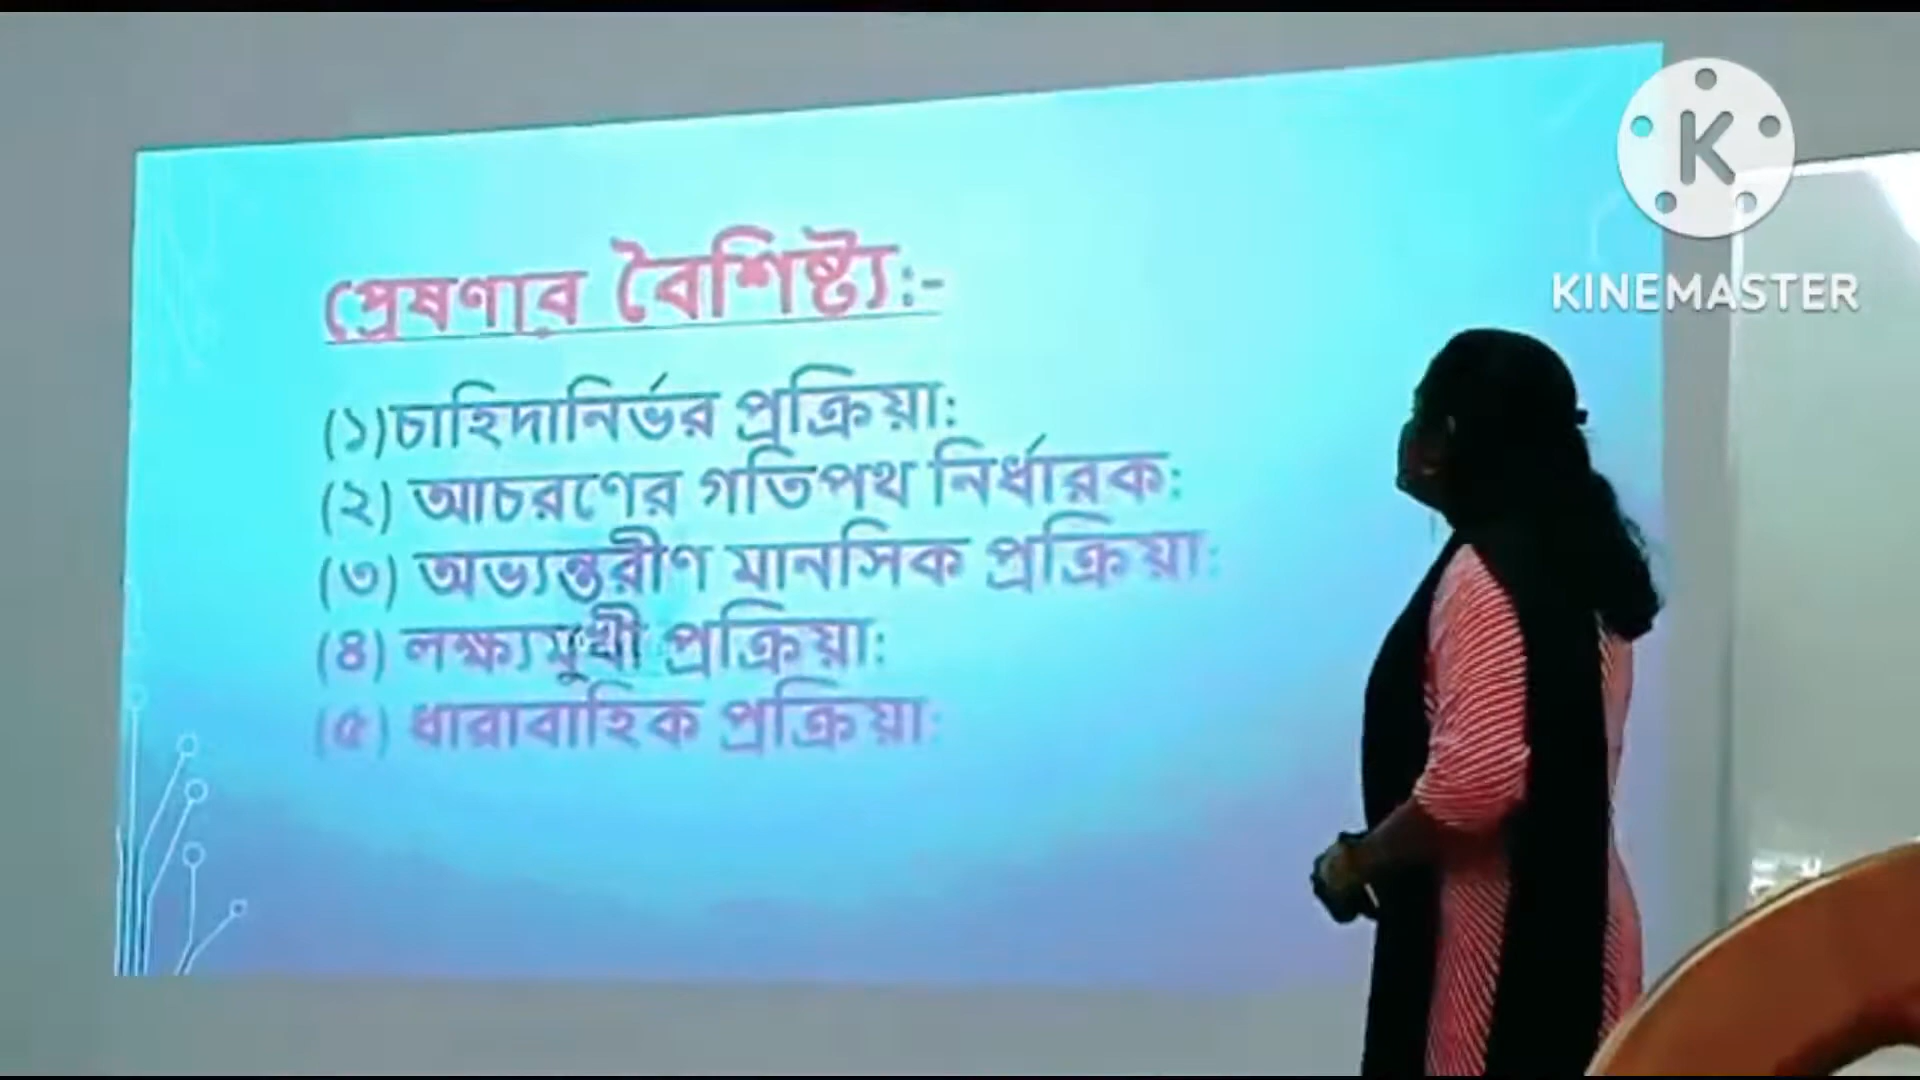 প্রেষণার বৈশিষ্ট্য:-
(১)চাহিদানির্ভর প্রক্রিয়া:
(২) আচরণের গতিপথ নির্ধারক:
(৩) অভ্যন্তরীণ মানসিক প্রক্রিয়া:
(৪) লক্ষ্যমুখী প্রক্রিয়া:
(৫) ধারাবাহিক প্রক্রিয়া:
K
KINEMASTER